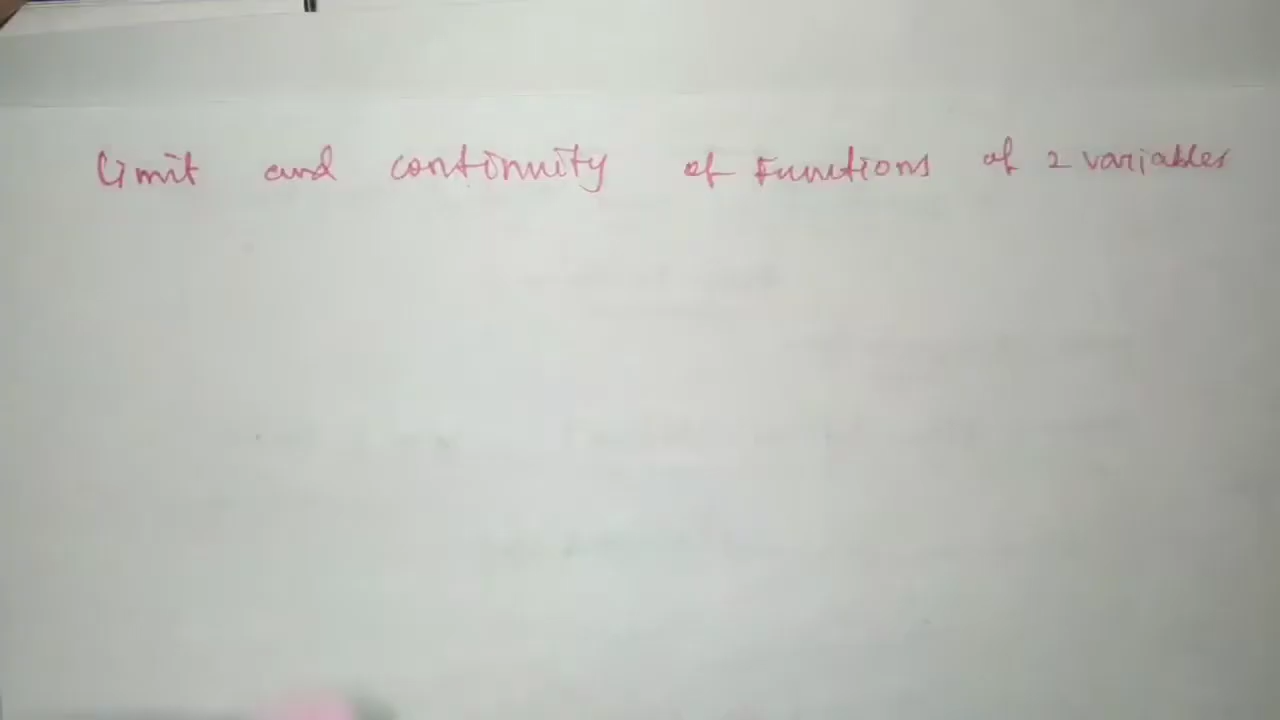 Limit and continuity of Functions of 2 variables